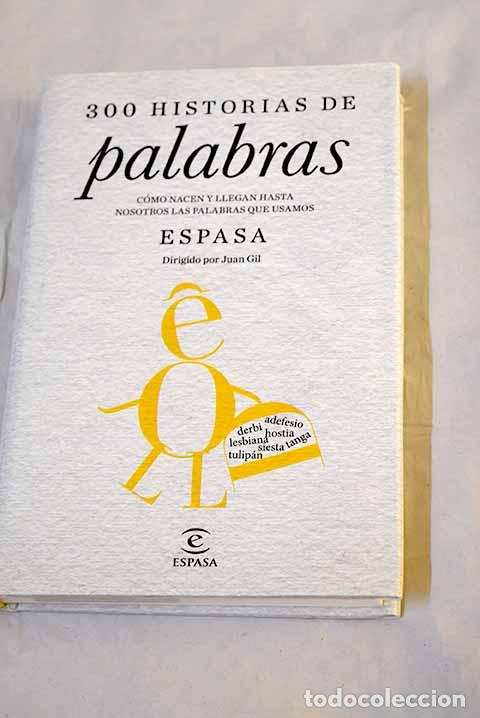 300 HISTORIAS DE
palabras
CÓMO NACEN Y LLEGAN HASTA
NOSOTROS LAS PALABRAS QUE USAMOS
ESPASA
Dirigido por Juan Gil
derbi adefesio
lesbiana hostia
siesta tanga
tulipán
e
ESPASA
todocoleccion